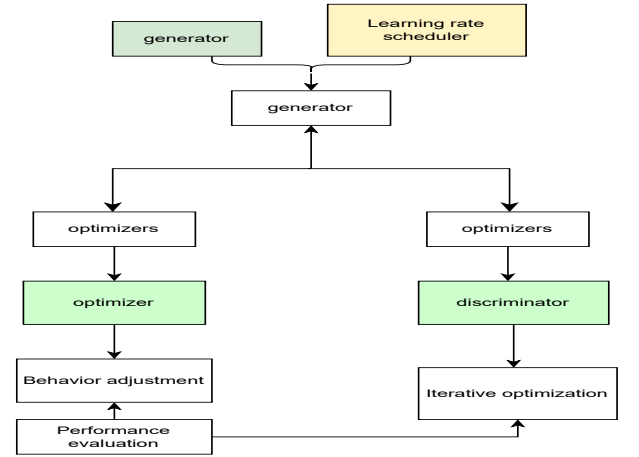 generator
Learning rate
scheduler
generator
optimizers
optimizers
optimizer
discriminator
Behavior adjustment
Iterative optimization
Performance
evaluation